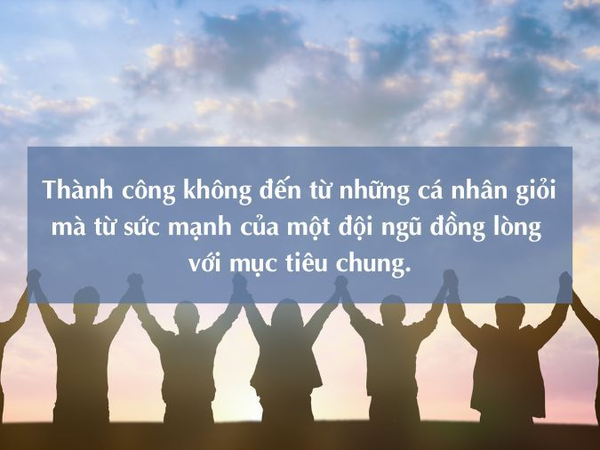 Thành công không đến từ những cá nhân giỏi
mà từ sức mạnh của một đội ngũ đồng lòng
với mục tiêu chung.